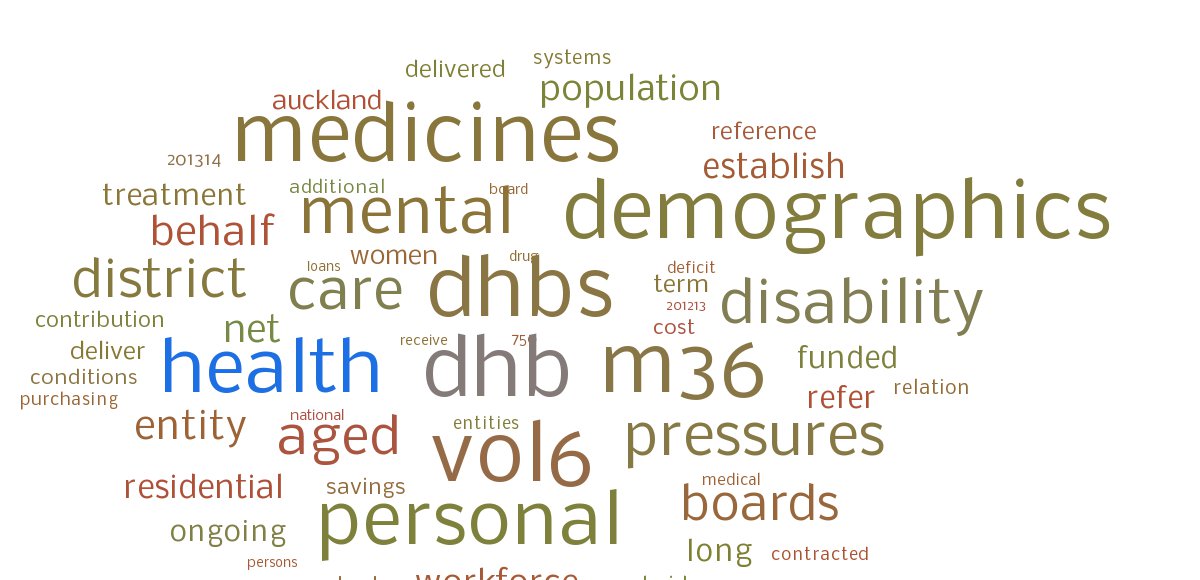 systems
delivered
population
auckland
medicines
reference
201314
establish
treatment
additional
board
mental
demographics
behalf
women
drug
loans
deficit
district
care
dhbs
term
disability
201213
contribution
net
cost
receive
deliver
health
dhb
m36
funded
conditions
refer
relation
purchasing
national
entity
aged
entities
vol6
pressures
residential
savings
medical
personal
boards
ongoing
long
contracted
persons
workforce